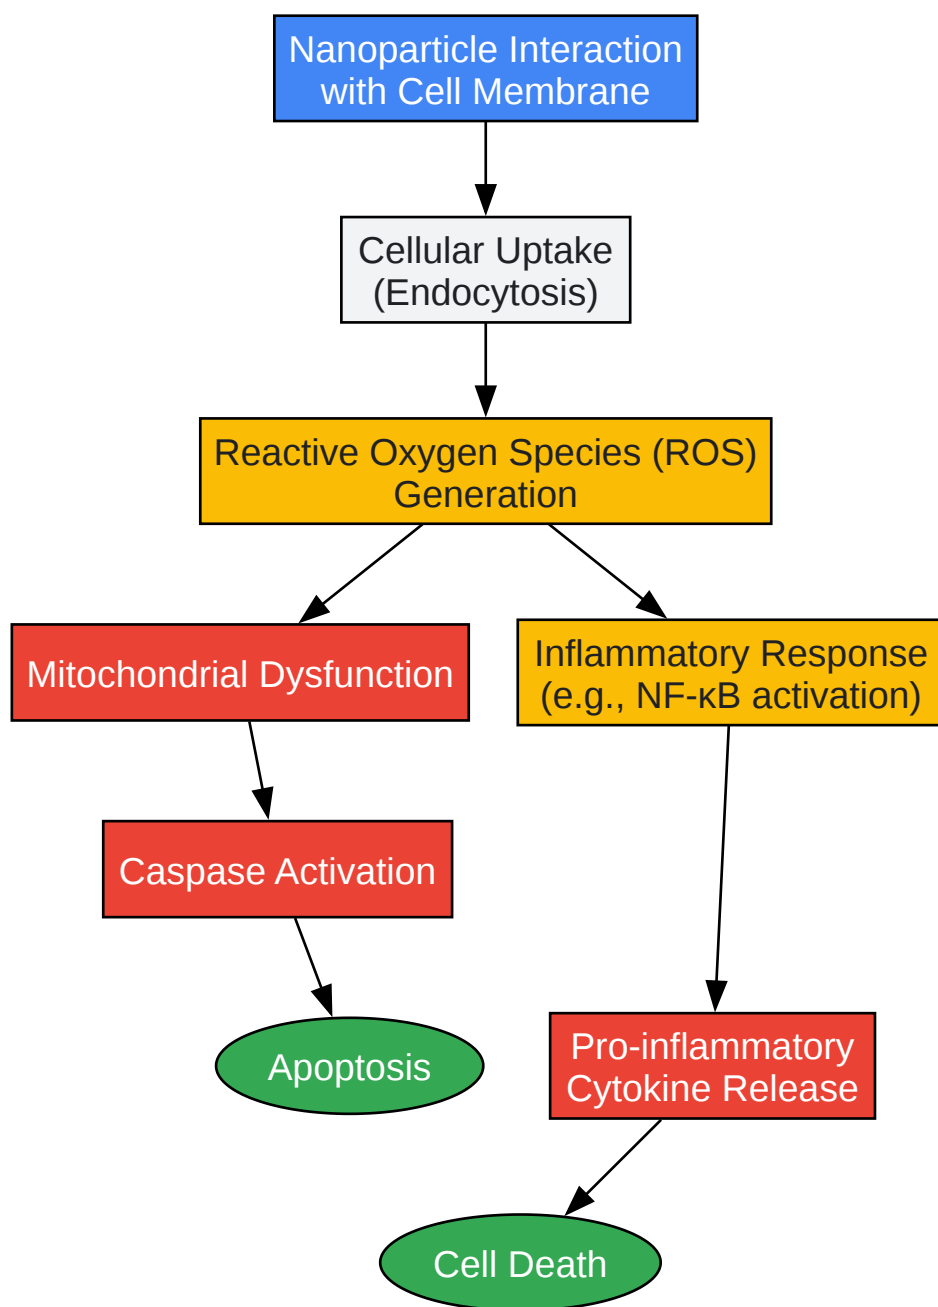 Nanoparticle Interaction
with Cell Membrane
Cellular Uptake
(Endocytosis)
Reactive Oxygen Species (ROS)
Generation
Mitochondrial Dysfunction
Inflammatory Response
(e.g., NF-κB activation)
Caspase Activation
Apoptosis
Pro-inflammatory
Cytokine Release
Cell Death